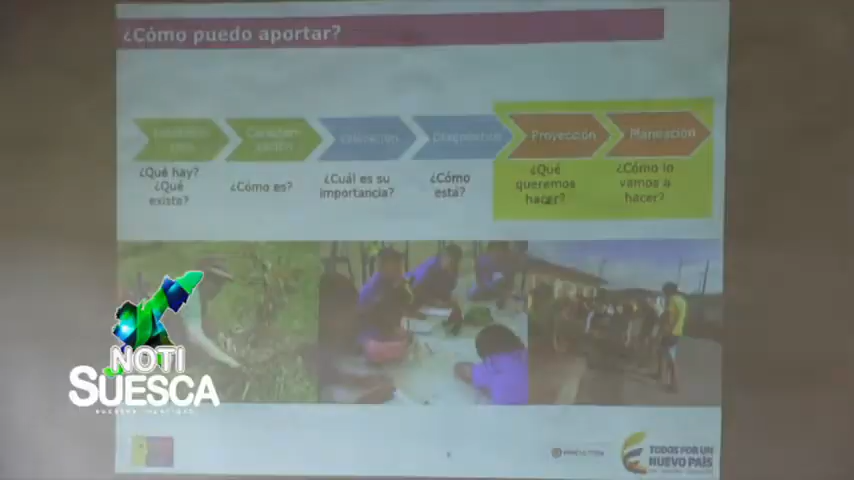 ¿Cómo puedo aportar?
Valoración
Diagnóstico
Proyección
Planeación
¿Qué hay?
¿Qué
existe?
¿Cómo es?
¿Cuál es su
importancia?
¿Cómo
está?
¿Qué
queremos
hacer?
¿Cómo lo
vamos a
hacer?
NOTI
SUESCA
MINCULTURA
TODOS POR UN
NUEVO PAÍS